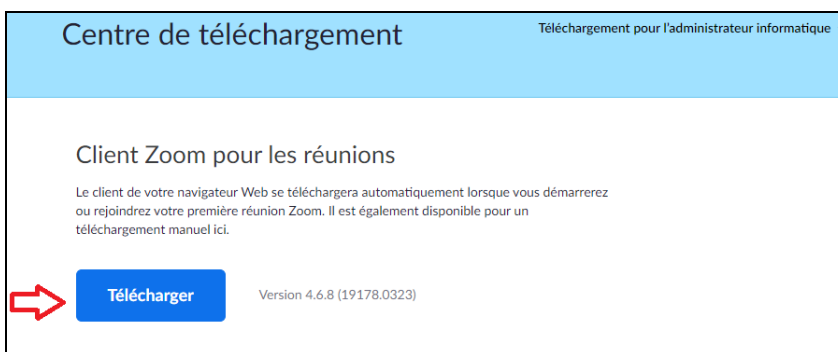 Centre de téléchargement
Téléchargement pour l'administrateur informatique
Client Zoom pour les réunions
Le client de votre navigateur Web se téléchargera automatiquement lorsque vous démarrerez
ou rejoindrez votre première réunion Zoom. Il est également disponible pour un
téléchargement manuel ici.
Télécharger
Version 4.6.8 (19178.0323)